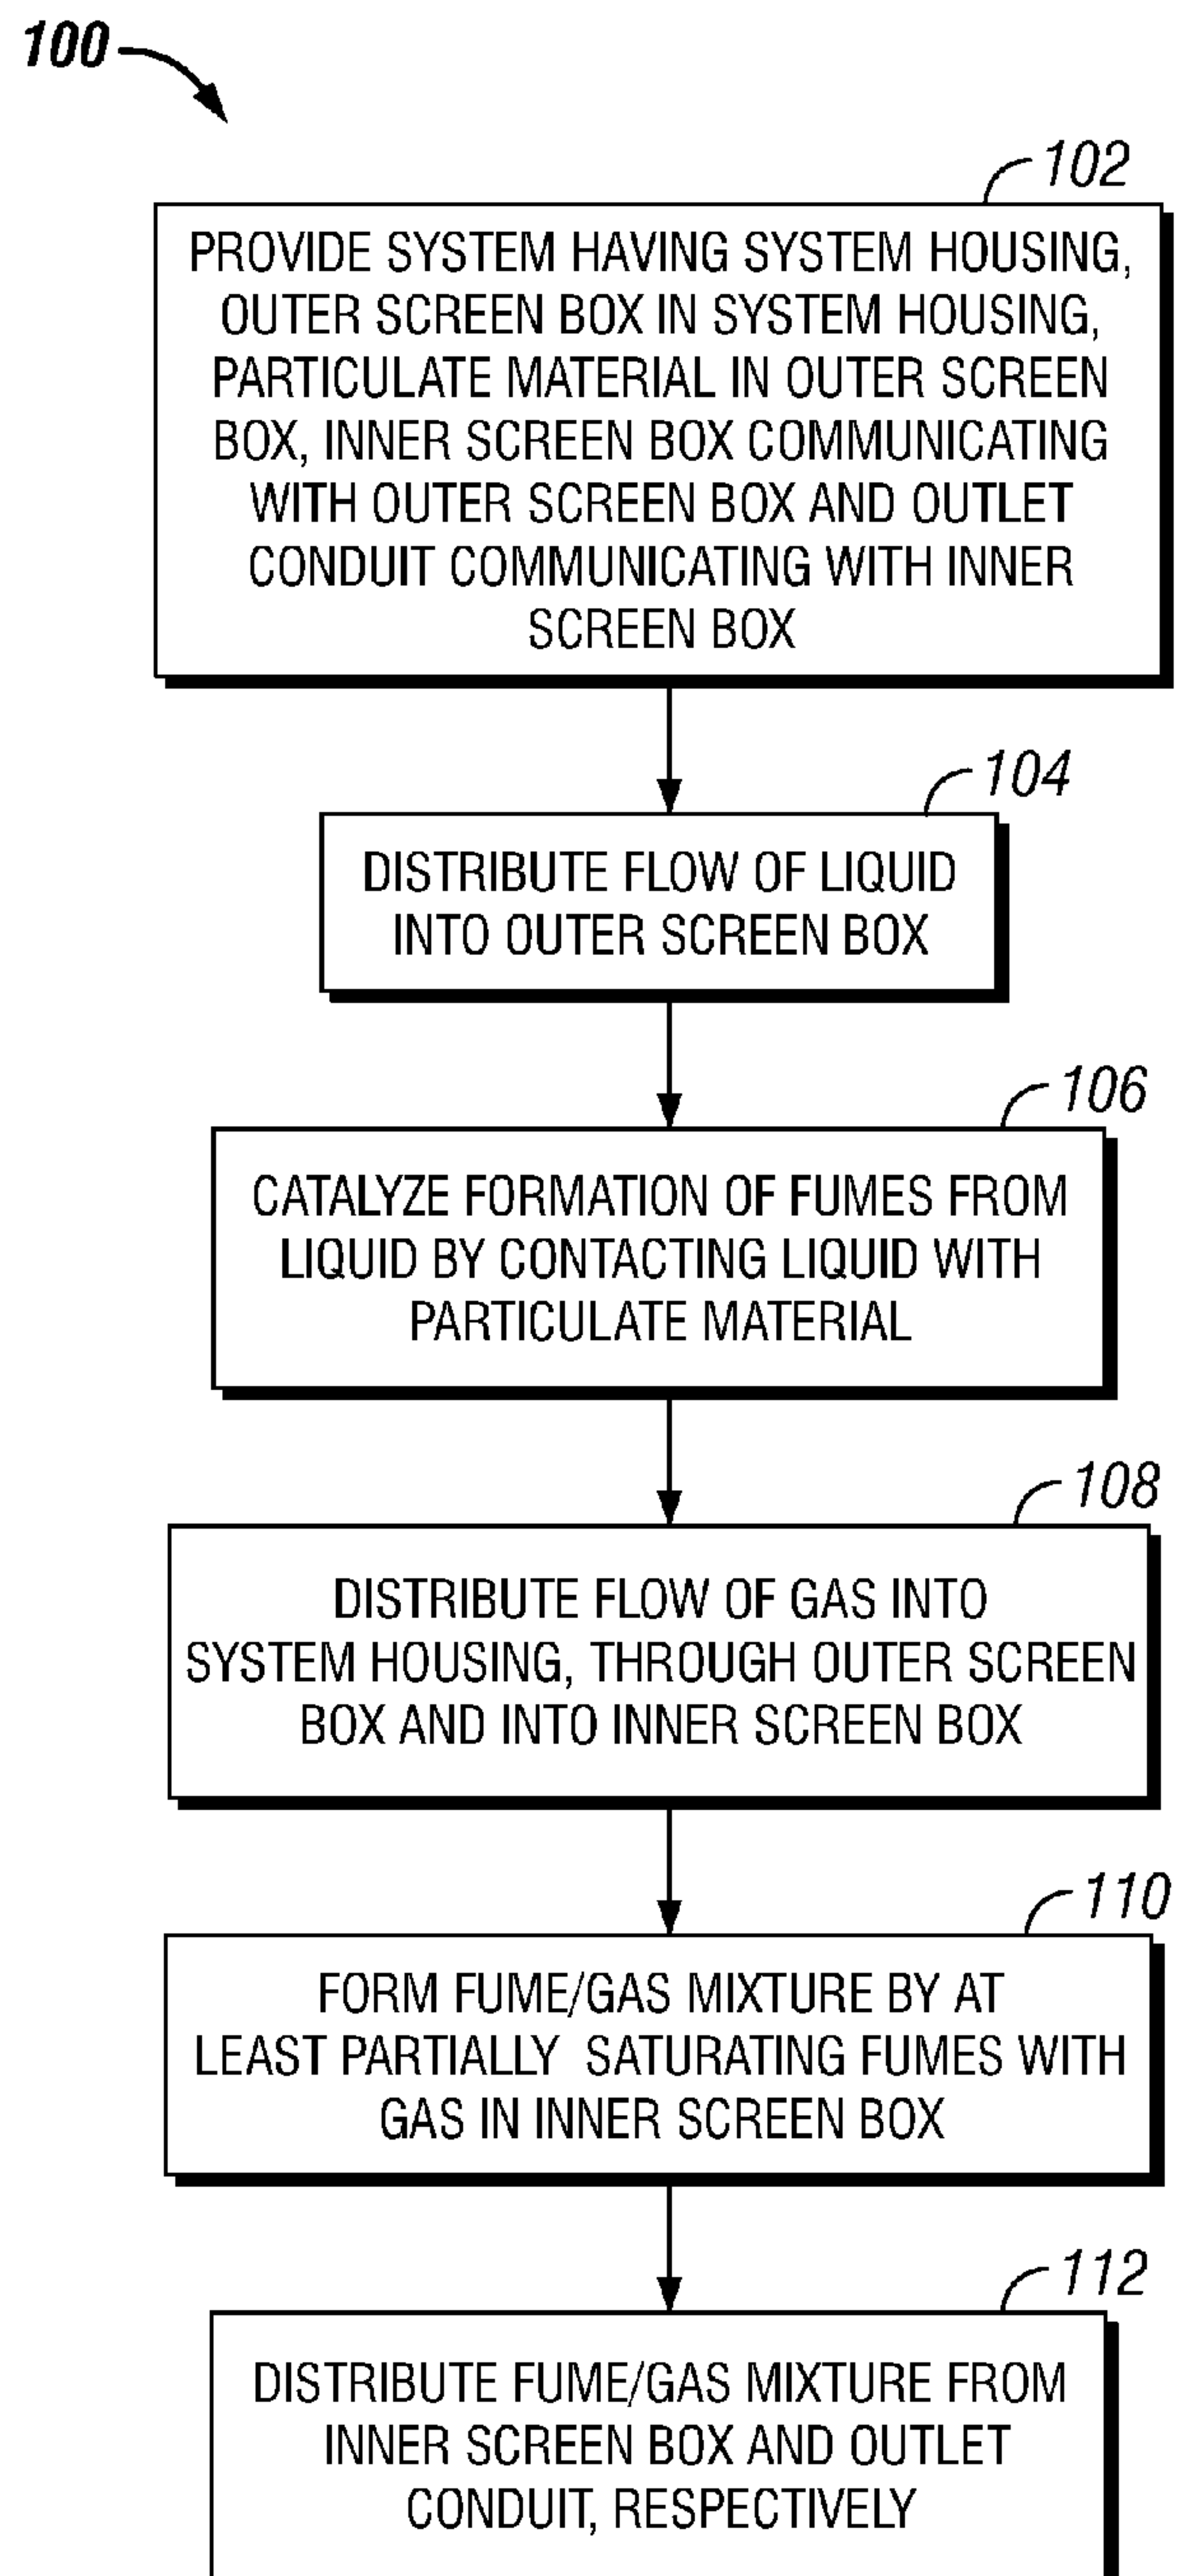 100
102
PROVIDE SYSTEM HAVING SYSTEM HOUSING,
OUTER SCREEN BOX IN SYSTEM HOUSING,
PARTICULATE MATERIAL IN OUTER SCREEN
BOX, INNER SCREEN BOX COMMUNICATING
WITH OUTER SCREEN BOX AND OUTLET
CONDUIT COMMUNICATING WITH INNER
SCREEN BOX
104
DISTRIBUTE FLOW OF LIQUID
INTO OUTER SCREEN BOX
106
CATALYZE FORMATION OF FUMES FROM
LIQUID BY CONTACTING LIQUID WITH
PARTICULATE MATERIAL
108
DISTRIBUTE FLOW OF GAS INTO
SYSTEM HOUSING, THROUGH OUTER SCREEN
BOX AND INTO INNER SCREEN BOX
110
FORM FUME/GAS MIXTURE BY AT
LEAST PARTIALLY SATURATING FUMES WITH
GAS IN INNER SCREEN BOX
112
DISTRIBUTE FUME/GAS MIXTURE FROM
INNER SCREEN BOX AND OUTLET
CONDUIT, RESPECTIVELY